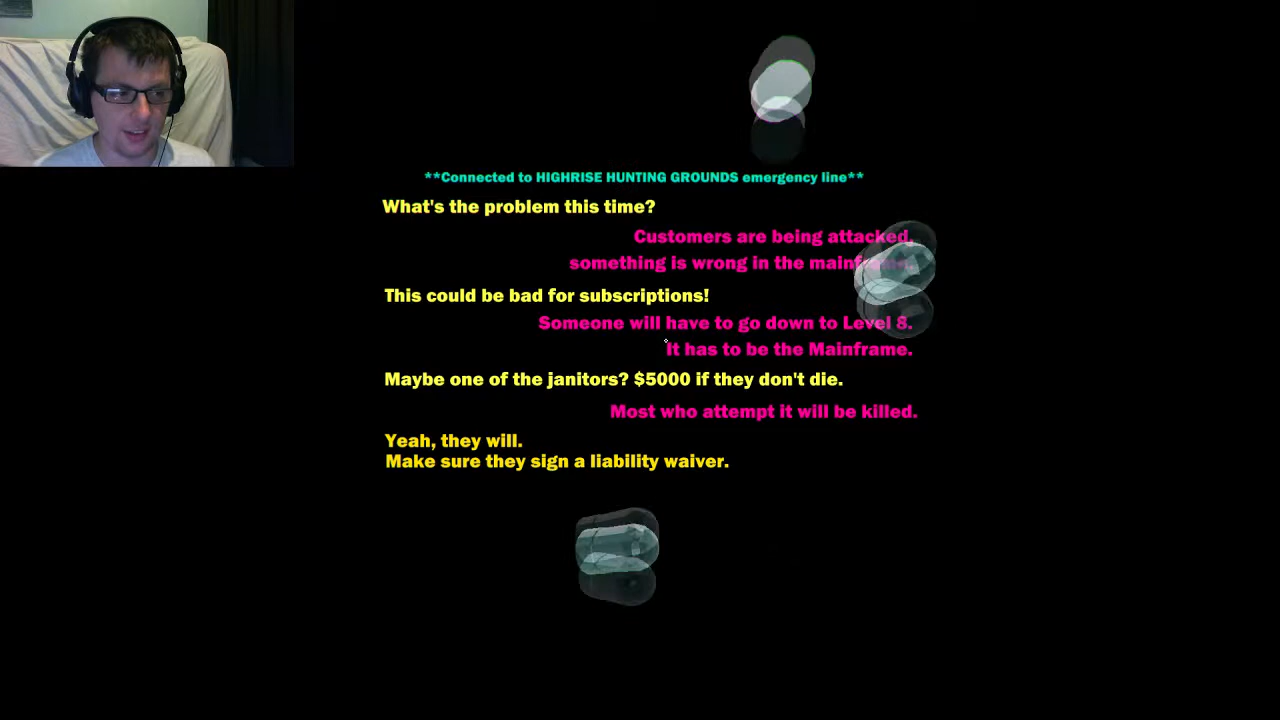 **Connected to HIGHRISE HUNTING GROUNDS emergency line**
What's the problem this time?
Customers are being attacked,
something is wrong in the mainframe.
This could be bad for subscriptions!
Someone will have to go down to Level 8.
It has to be the Mainframe.
Maybe one of the janitors? $5000 if they don't die.
Most who attempt it will be killed.
Yeah, they will.
Make sure they sign a liability waiver.